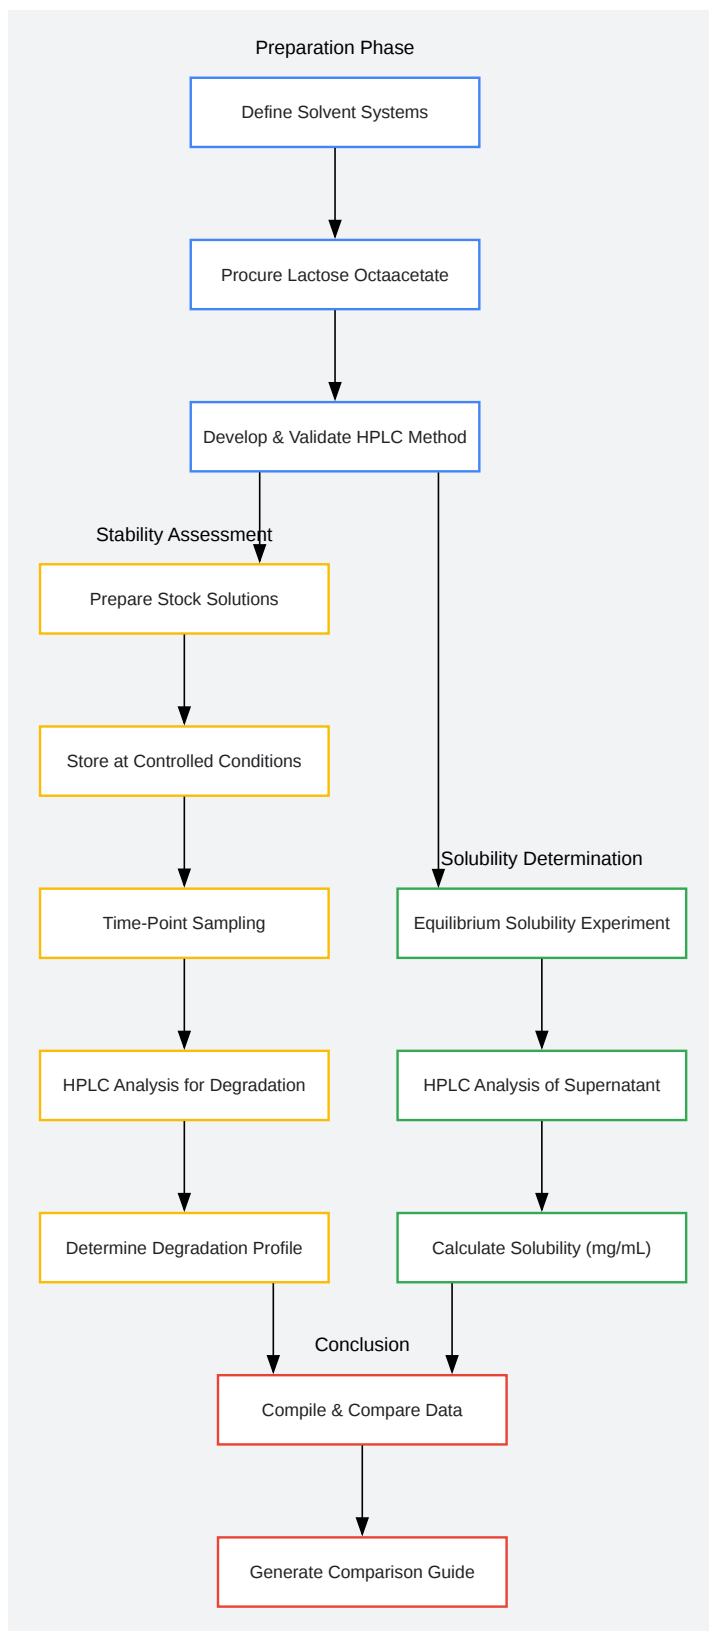 Preparation Phase
Define Solvent Systems
Procure Lactose Octaacetate
Develop & Validate HPLC Method
Stability Assessment
Prepare Stock Solutions
Store at Controlled Conditions
Time-Point Sampling
HPLC Analysis for Degradation
Determine Degradation Profile
Solubility Determination
Equilibrium Solubility Experiment
HPLC Analysis of Supernatant
Calculate Solubility (mg/mL)
Conclusion
Compile & Compare Data
Generate Comparison Guide